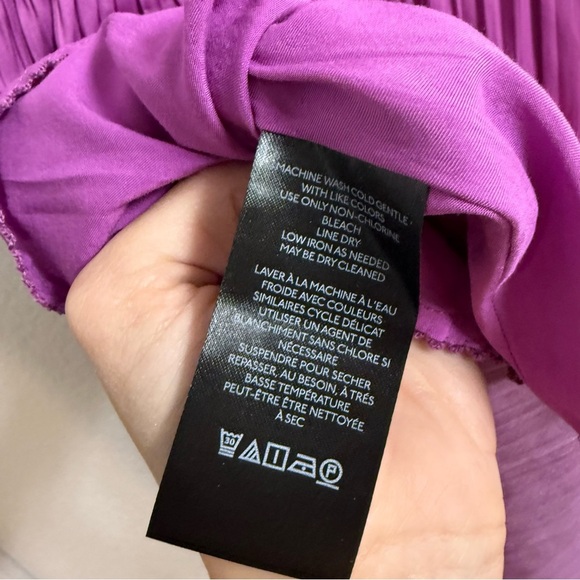 MACHINE WASH COLD GENTLE
WITH LIKE COLORS
USE ONLY NON-CHLORINE
BLEACH
LINE DRY
LOW IRON AS NEEDED
MAY BE DRY CLEANED
LAVER À LA MACHINE À L'EAU
FROIDE AVEC COULEURS
SIMILAIRES CYCLE DÉLICAT
UTILISER UN AGENT DE
BLANCHIMENT SANS CHLORE SI
NÉCESSAIRE
SUSPENDRE POUR SECHER
REPASSER, AU BESOIN, À TRÉS
BASSE TEMPÉRATURE
PEUT-ÊTRE ÊTRE NETTOYÉE
À SEC
30 P